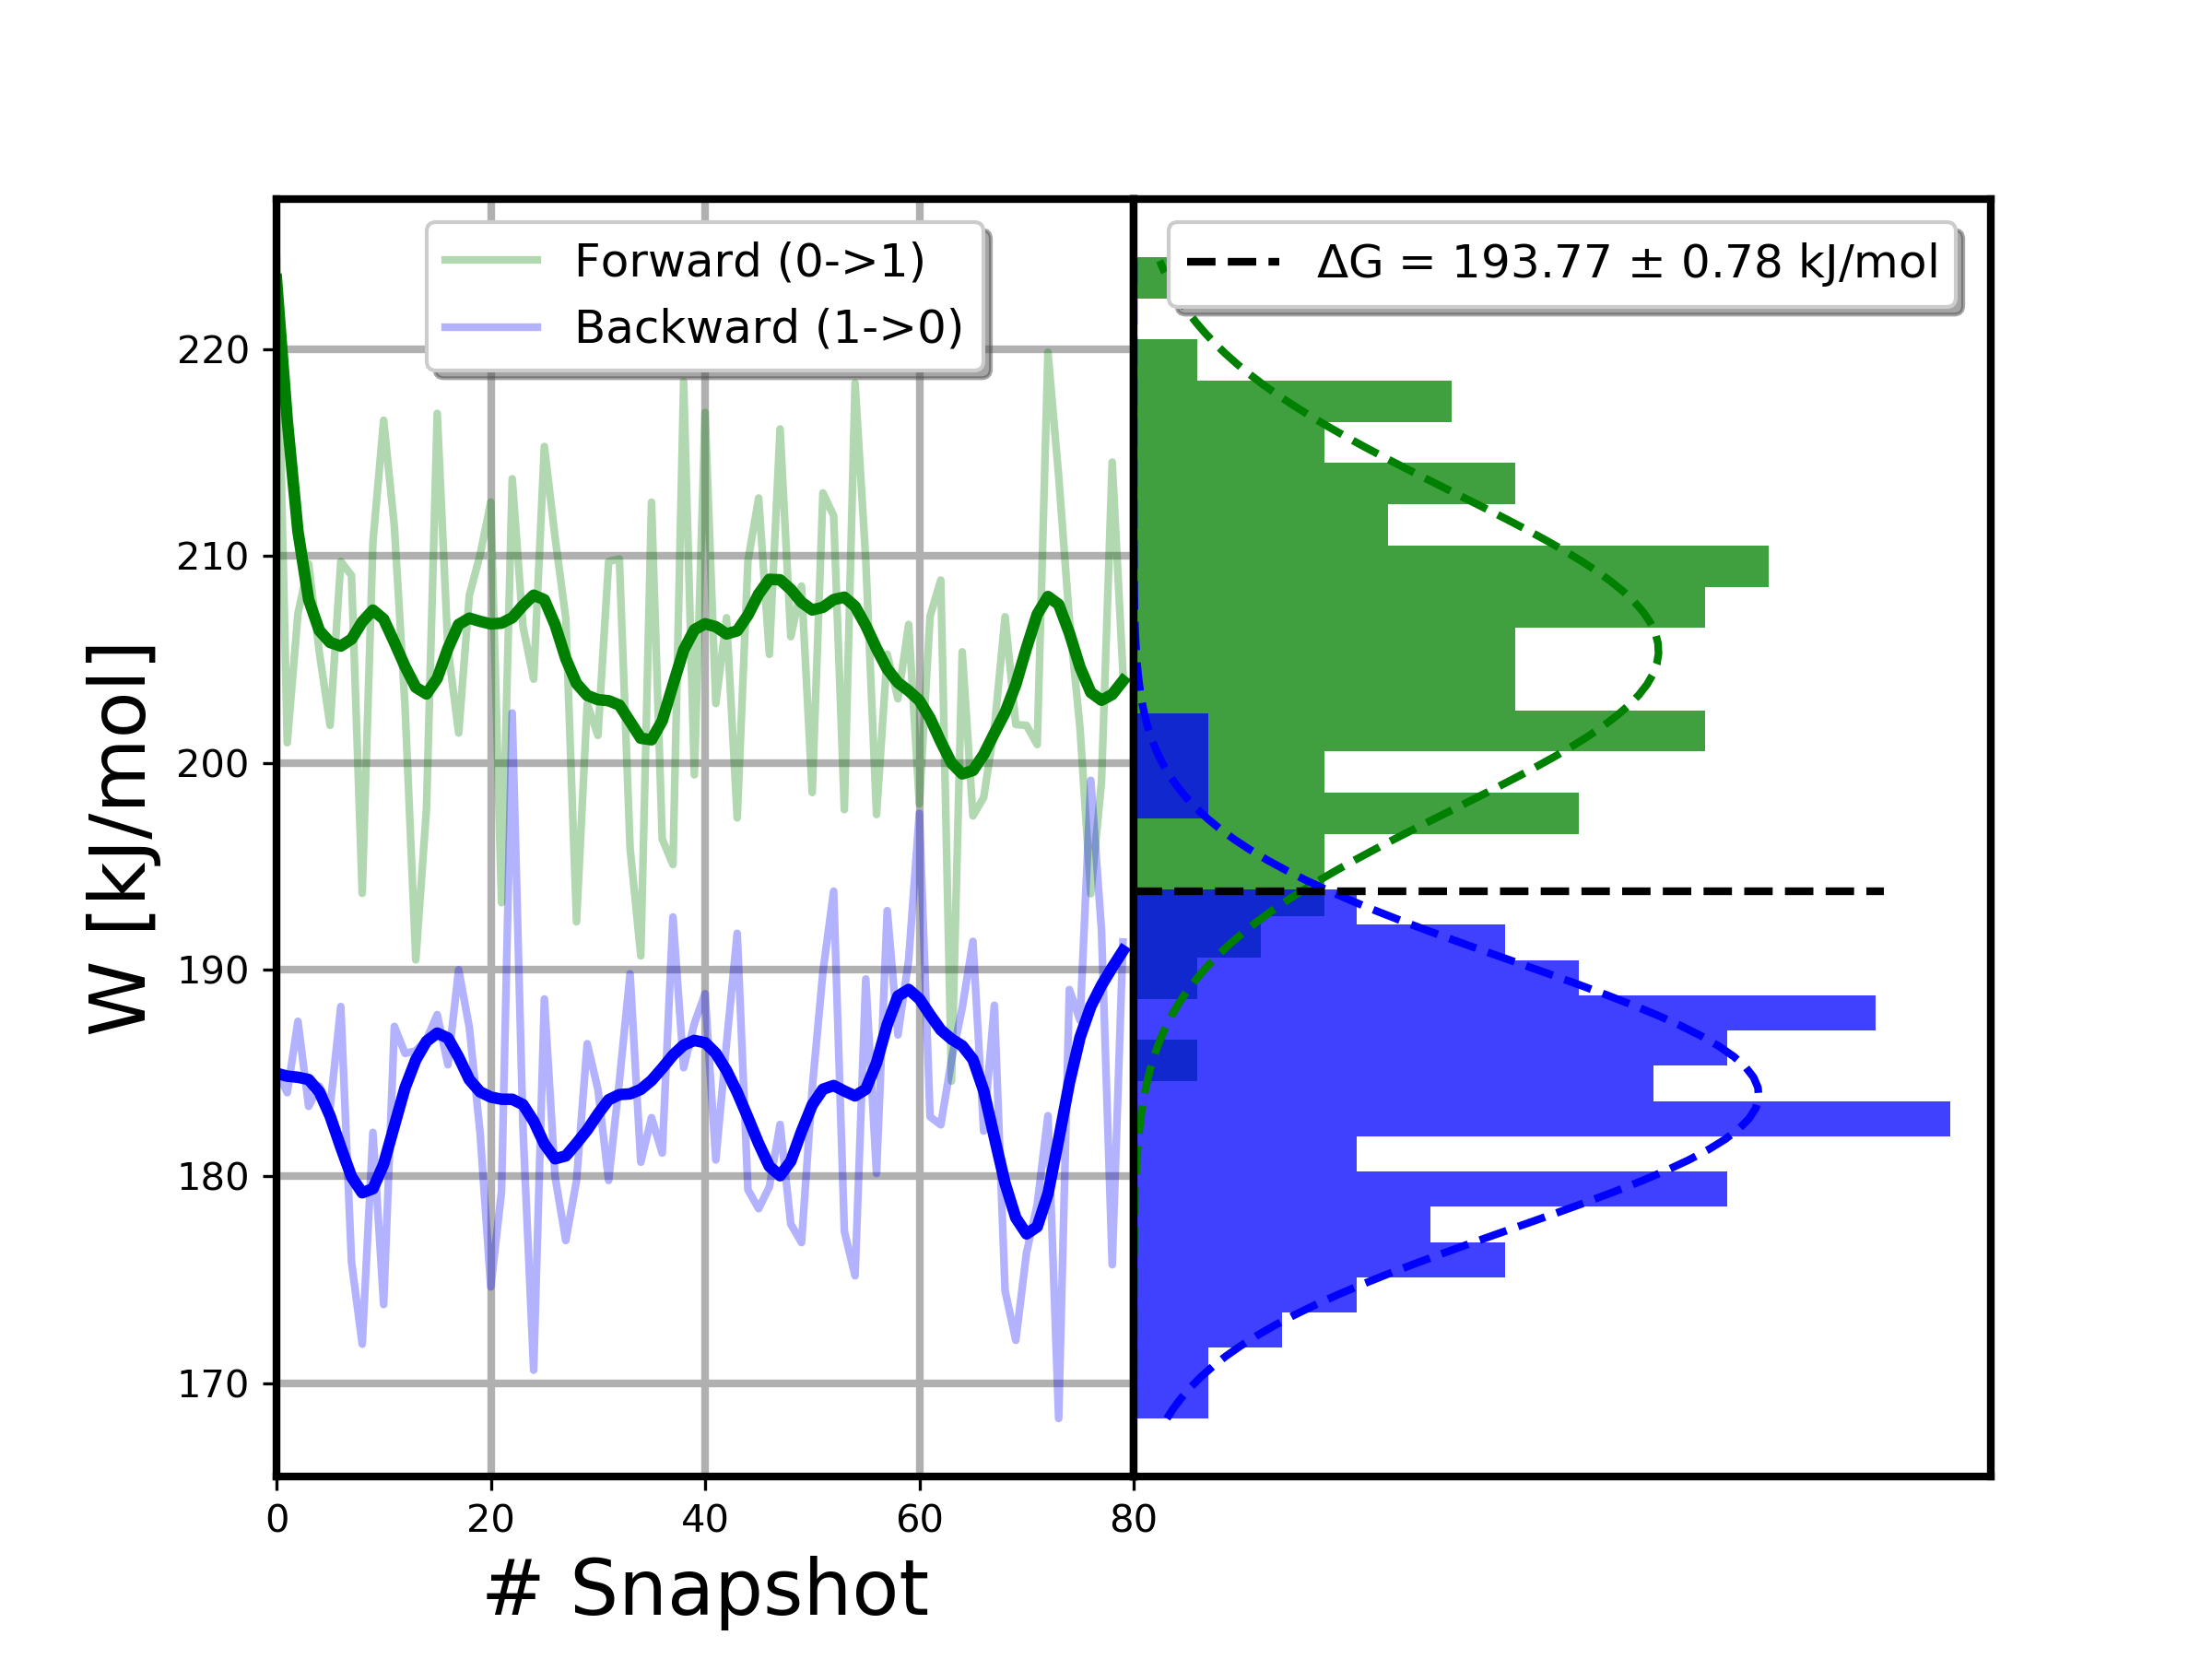 Forward (0->1)
Backward (1->0)
ΔG = 193.77 ± 0.78 kJ/mol
220
210
200
190
180
170
W [kJ/mol]
0
20
40
60
80
# Snapshot